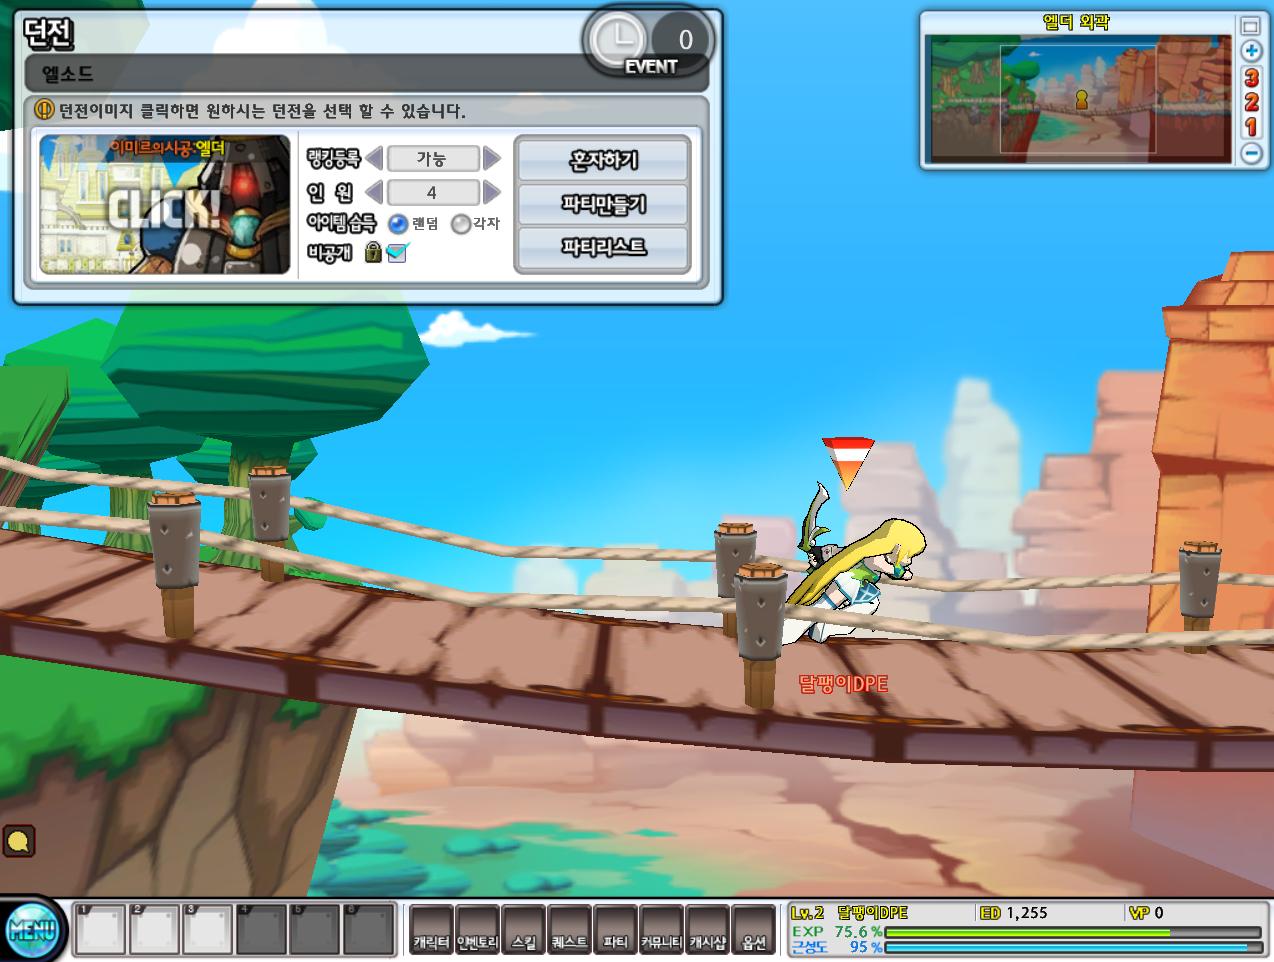 던전
0
EVENT
엘소드
던전이미지 클릭하면 원하시는 던전을 선택 할 수 있습니다.
이미르의시공:엘더
CLICK!
랭킹등록 가능
인 원 4
아이템습득 랜덤 각자
비공개
혼자하기
파티만들기
파티리스트
엘더 외곽
3
2
1
달팽이DPE
MENU
1 2 3 4 5 6
캐릭터 인벤토리 스킬 퀘스트 파티 커뮤니티 캐시샵 옵션
Lv.2 달팽이DPE ED 1,255 VP 0
EXP 75.6 %
근성도 95 %